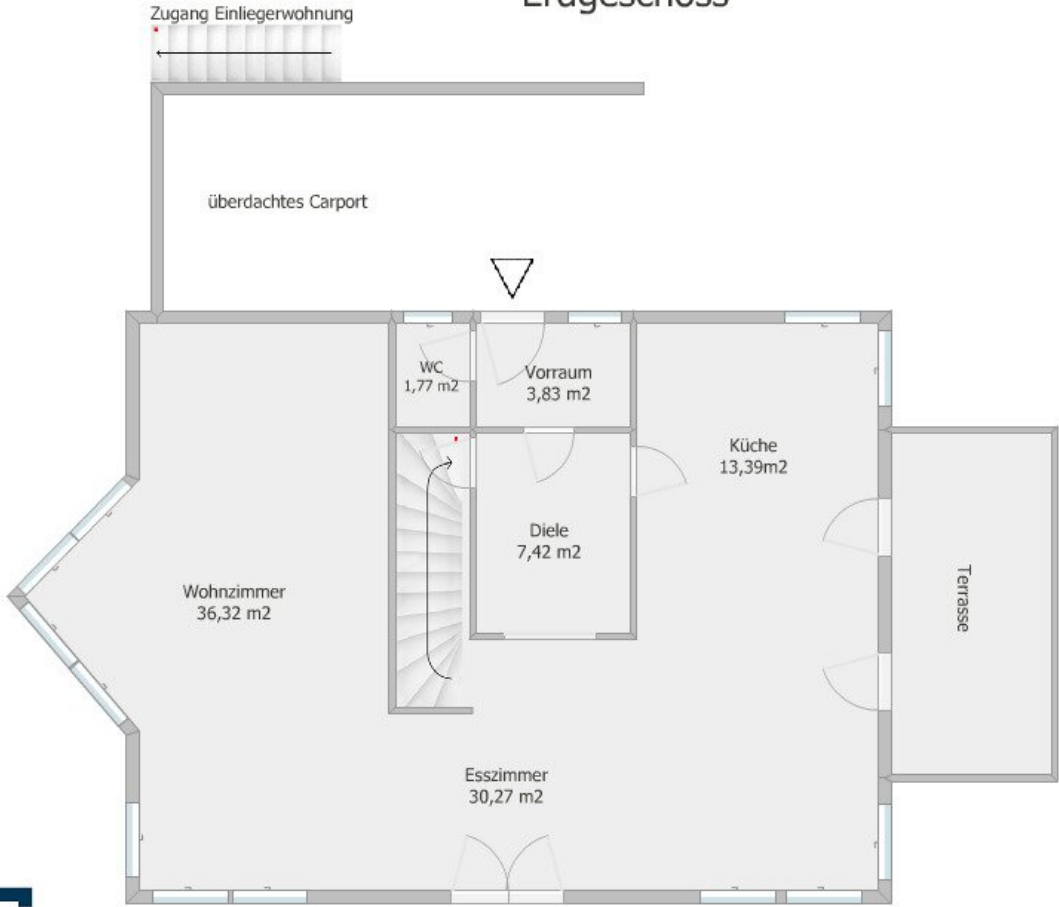 Erdgeschoss
Zugang Einliegerwohnung
überdachtes Carport
WC
1,77 m2
Vorraum
3,83 m2
Küche
13,39m2
Diele
7,42 m2
Wohnzimmer
36,32 m2
Terrasse
Esszimmer
30,27 m2